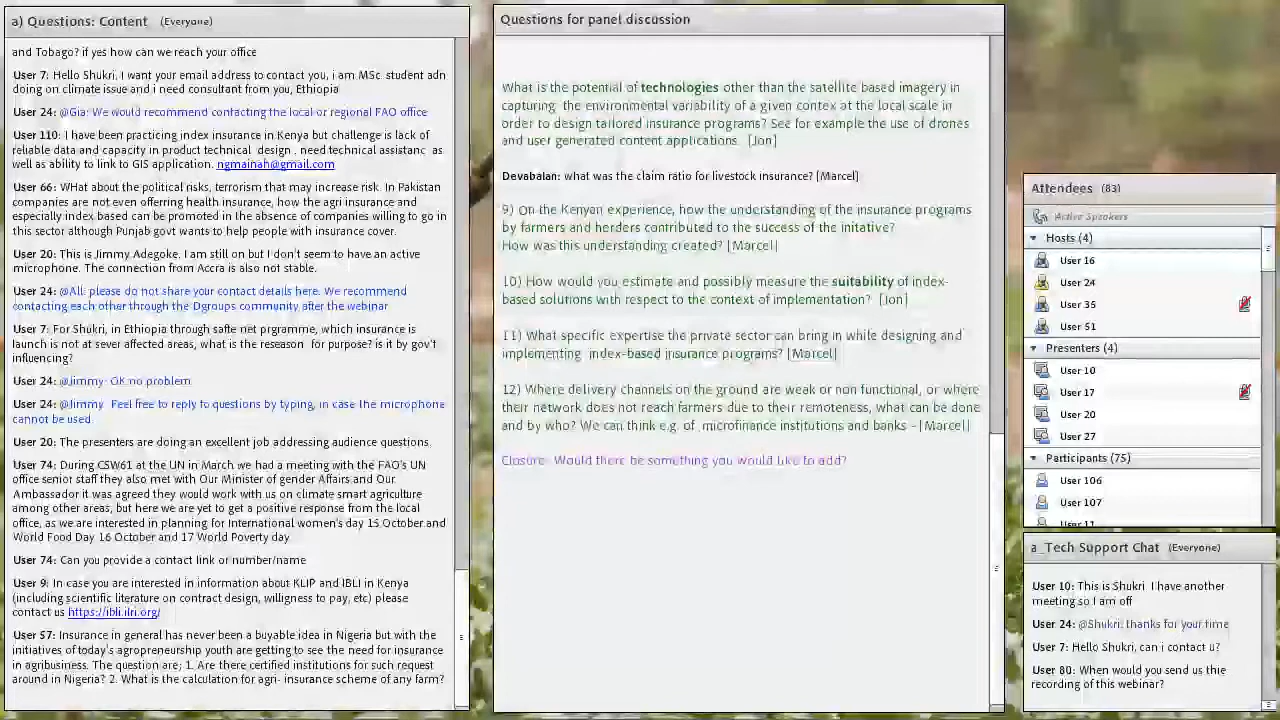 a) Questions: Content (Everyone)
and Tobago? if yes how can we reach your office
User 7: Hello Shukri, I want your email address to contact you, i am MSc student adn
doing on climate issue and i need consultant from you, Ethiopia
User 24: @Gia: We would recommend contacting the local or regional FAO office
User 110: I have been practicing index insurance in Kenya but challenge is lack of
reliable data and capacity in product technical design . need technical assistanc as
well as ability to link to GIS application. ngmainah@gmail.com
User 66: WHat about the political risks, terrorism that may increase risk. In Pakistan
companies are not even offerring health insurance, how the agri insurance and
especially index based can be promoted in the absence of companies willing to go in
this sector although Punjab govt wants to help people with insurance cover.
User 20: This is Jimmy Adegoke. I am still on but I don't seem to have an active
microphone. The connection from Accra is also not stable.
User 24: @All: please do not share your contact details here. We recommend
contacting each other through the Dgroups community after the webinar
User 7: For Shukri, in Ethiopia through safte net prgramme, which insurance is
launch is not at sever affected areas, what is the reseason for purpose? is it by gov't
influencing?
User 24: @Jimmy: OK no problem
User 24: @Jimmy: Feel free to reply to questions by typing, in case the microphone
cannot be used
User 20: The presenters are doing an excellent job addressing audience questions.
User 74: During CSW61 at the UN in March we had a meeting with the FAO's UN
office senior staff they also met with Our Minister of gender Affairs and Our
Ambassador it was agreed they would work with us on climate smart agriculture
among other areas, but here we are yet to get a positive response from the local
office, as we are interested in planning for International women's day 15 October and
World Food Day 16 October and 17 World Poverty day
User 74: Can you provide a contact link or number/name
User 9: In case you are interested in information about KLIP and IBLI in Kenya
(including scientific literature on contract design, willigness to pay, etc) please
contact us https://ibli.ilri.org/
User 57: Insurance in general has never been a buyable idea in Nigeria but with the
initiatives of today's agropreneurship youth are getting to see the need for insurance
in agribusiness. The question are; 1. Are there certified institutions for such request
around in Nigeria? 2. What is the calculation for agri- insurance scheme of any farm?
Questions for panel discussion
What is the potential of technologies other than the satellite based imagery in
capturing the environmental variability of a given contex at the local scale in
order to design tailored insurance programs? See for example the use of drones
and user generated content applications. [Jon]
Devabalan: what was the claim ratio for livestock insurance? [Marcel]
9) On the Kenyan experience, how the understanding of the insurance programs
by farmers and herders contributed to the success of the initative?
How was this understanding created? [Marcel]
10) How would you estimate and possibly measure the suitability of index-
based solutions with respect to the context of implementation? [Jon]
11) What specific expertise the private sector can bring in while designing and
implementing index-based insurance programs? [Marcel]
12) Where delivery channels on the ground are weak or non functional, or where
their network does not reach farmers due to their remoteness, what can be done
and by who? We can think e.g. of microfinance institutions and banks - [Marcel]
Closure: Would there be something you would like to add?
Attendees (83)
Active Speakers
Hosts (4)
User 16
User 24
User 35
User 51
Presenters (4)
User 10
User 17
User 20
User 27
Participants (75)
User 106
User 107
User 11
a_Tech Support Chat (Everyone)
User 10: This is Shukri I have another
meeting so I am off
User 24: @Shukri: thanks for your time
User 7: Hello Shukri, can i contact u?
User 80: When would you send us thie
recording of this webinar?